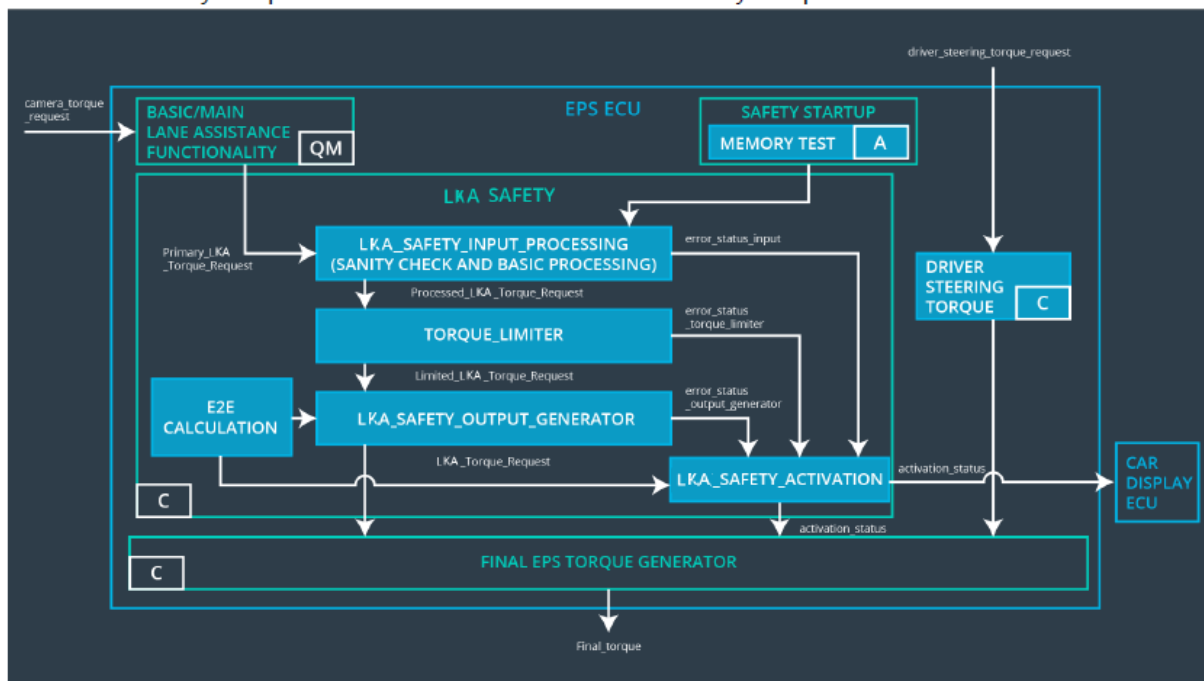 driver_steering_torque_request
camera_torque
_request
BASIC/MAIN
LANE ASSISTANCE
FUNCTIONALITY
QM
EPS ECU
SAFETY STARTUP
MEMORY TEST
A
LKA SAFETY
Primary_LKA
_Torque_Request
LKA_SAFETY_INPUT_PROCESSING
(SANITY CHECK AND BASIC PROCESSING)
error_status_input
DRIVER
STEERING
TORQUE
C
Processed_LKA_Torque_Request
TORQUE_LIMITER
error_status
_torque_limiter
Limited_LKA_Torque_Request
E2E
CALCULATION
LKA_SAFETY_OUTPUT_GENERATOR
error_status
_output_generator
LKA_Torque_Request
LKA_SAFETY_ACTIVATION
activation_status
CAR
DISPLAY
ECU
C
activation_status
C
FINAL EPS TORQUE GENERATOR
Final_torque